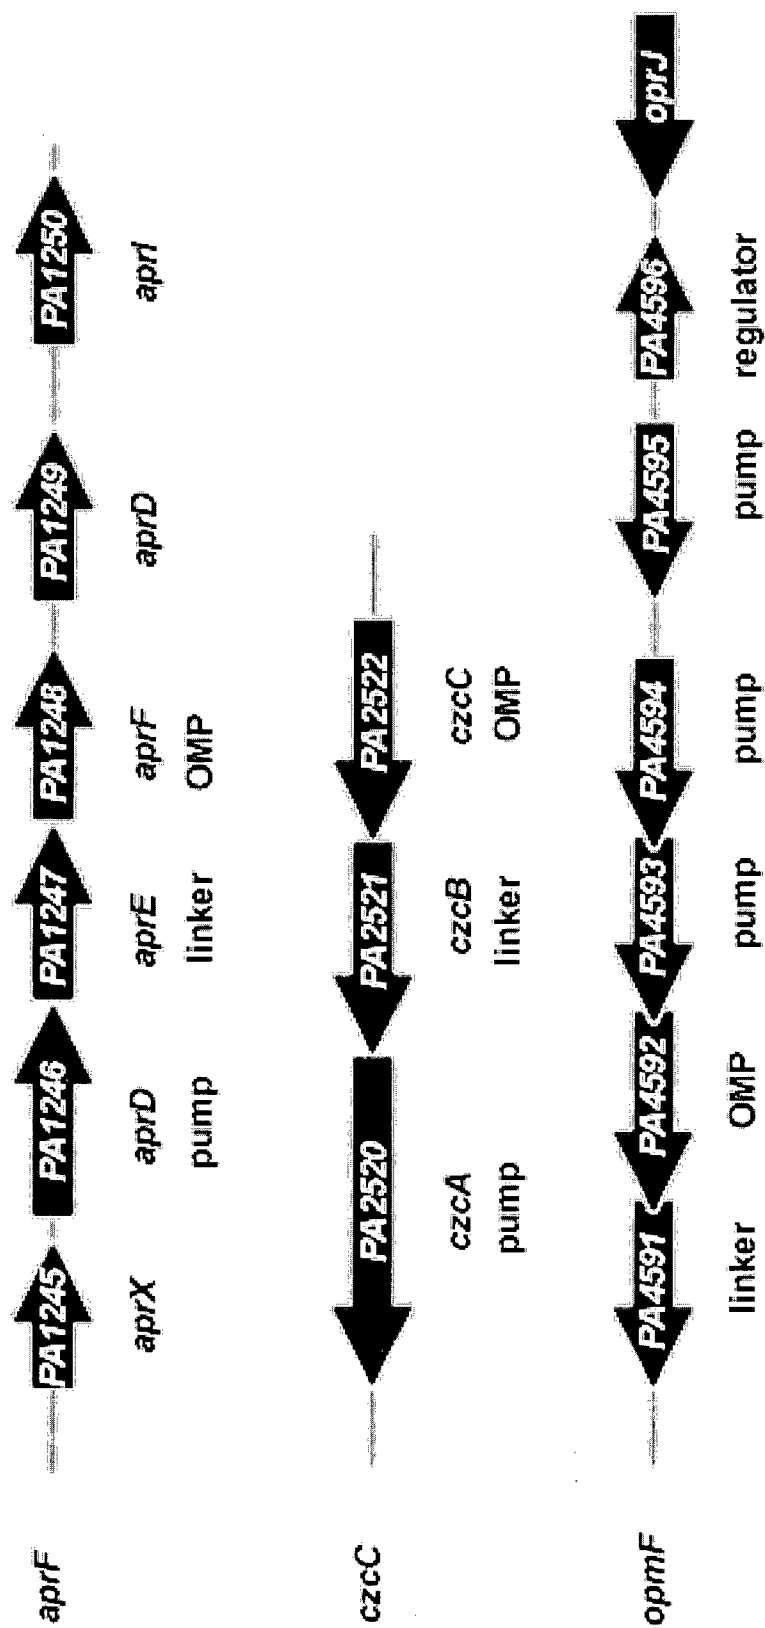 aprF
PA1245 PA1246 PA1247 PA1248 PA1249 PA1250
aprX aprD aprE aprF aprD aprI
pump linker OMP
czcC
PA2520 PA2521 PA2522
czcA czcB czcC
pump linker OMP
opmF
PA4591 PA4592 PA4593 PA4594 PA4595 PA4596 oprJ
linker OMP pump pump pump regulator